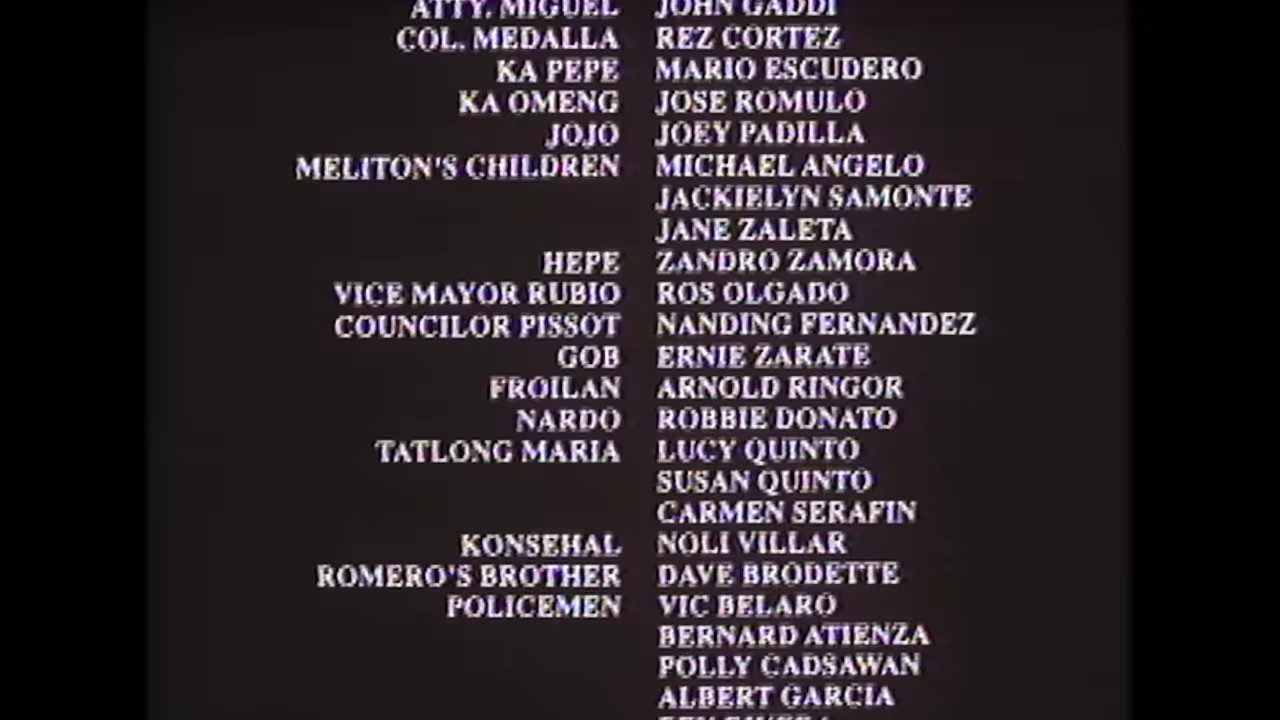 ATTY. MIGUEL JOHN GADDI
COL. MEDALLA REZ CORTEZ
KA PEPE MARIO ESCUDERO
KA OMENG JOSE ROMULO
JOJO JOEY PADILLA
MELITON'S CHILDREN MICHAEL ANGELO
JACKIELYN SAMONTE
JANE ZALETA
HEPE ZANDRO ZAMORA
VICE MAYOR RUBIO ROS OLGADO
COUNCILOR PISSOT NANDING FERNANDEZ
GOB ERNIE ZARATE
FROILAN ARNOLD RINGOR
NARDO ROBBIE DONATO
TATLONG MARIA LUCY QUINTO
SUSAN QUINTO
CARMEN SERAFIN
KONSEHAL NOLI VILLAR
ROMERO'S BROTHER DAVE BRODETTE
POLICEMEN VIC BELARO
BERNARD ATIENZA
POLLY CADSAWAN
ALBERT GARCIA